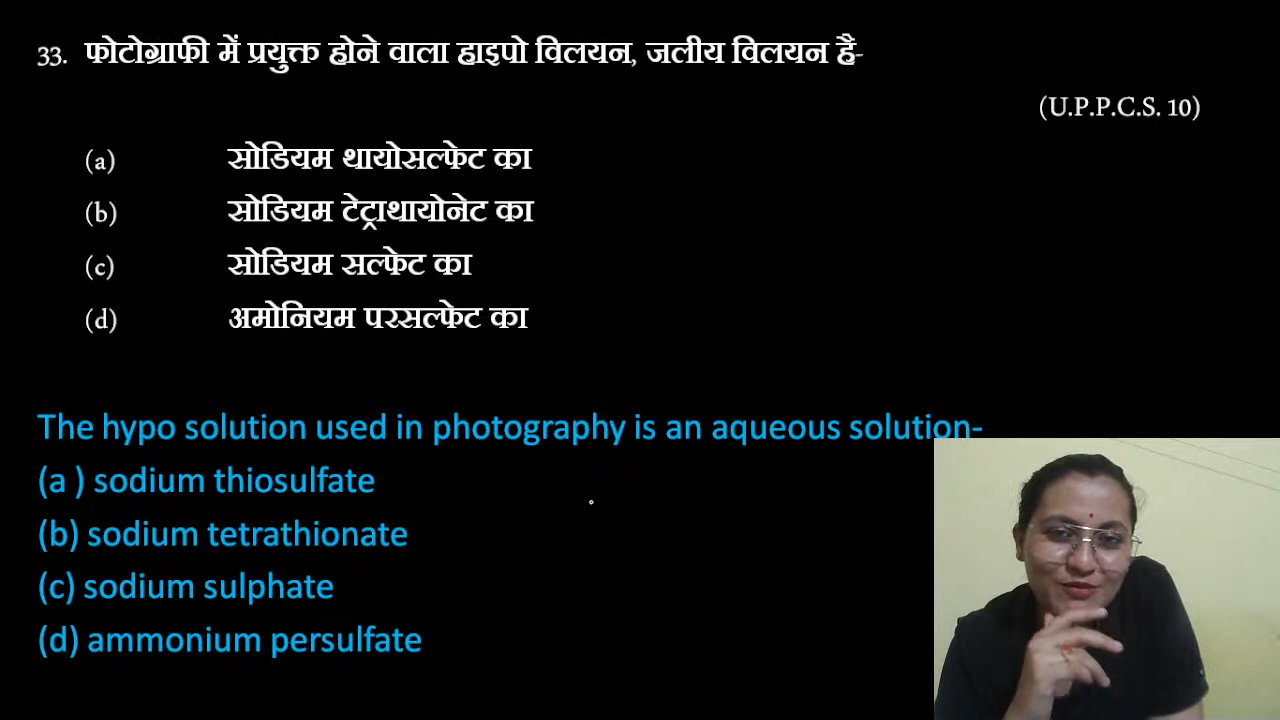 33. फोटोग्राफी में प्रयुक्त होने वाला हाइपो विलयन, जलीय विलयन है-
(U.P.P.C.S. 10)
(a) सोडियम थायोसल्फेट का
(b) सोडियम टेट्राथायोनेट का
(c) सोडियम सल्फेट का
(d) अमोनियम परसल्फेट का
The hypo solution used in photography is an aqueous solution-
(a ) sodium thiosulfate
(b) sodium tetrathionate
(c) sodium sulphate
(d) ammonium persulfate